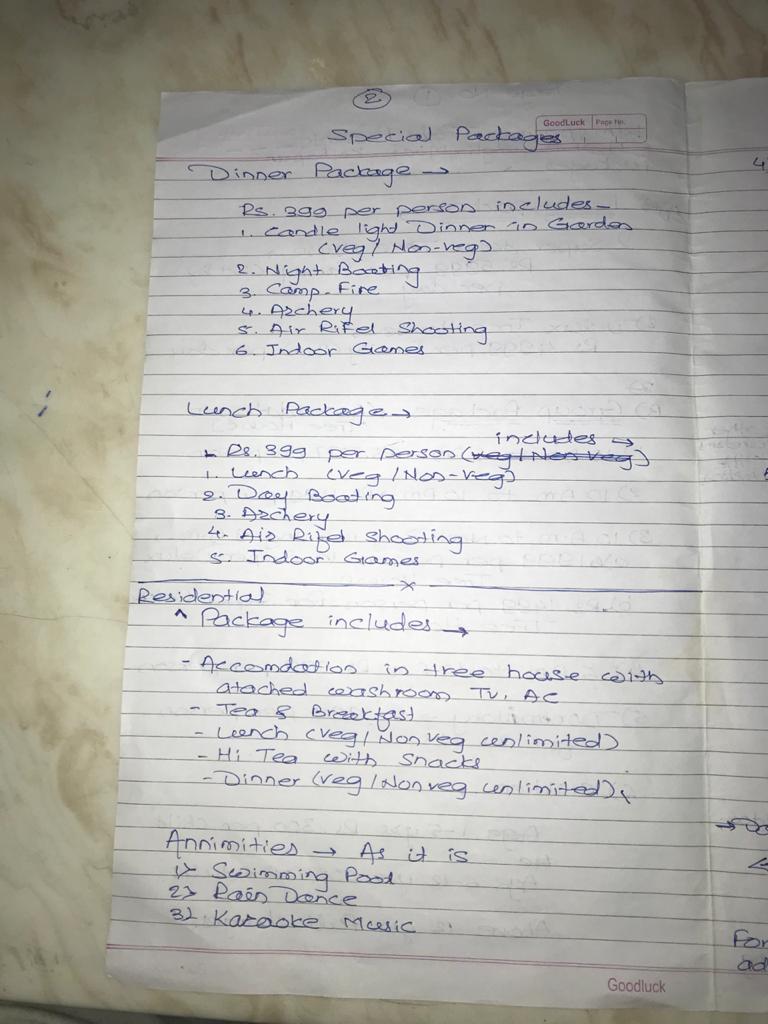 2
GoodLuck Page No.
Special Packages
Dinner Package →
Rs. 399 per person includes -
1. Candle light Dinner in Garden
(veg / Non-veg)
2. Night Boating
3. Camp-Fire
4. Archery
5. Air Rifel Shooting
6. Indoor Games
Lunch Package →
includes →
Rs. 399 per person (veg / Non veg)
1. Lunch (veg / Non-veg)
2. Day Boating
3. Archery
4. Air Rifel Shooting
5. Indoor Games
x
Residential
^ Package includes →
- Accomdation in tree house with
atached washroom TV, AC
- Tea & Breakfast
- Lunch (veg / Non veg unlimited)
- Hi Tea with Snacks
- Dinner (veg / Non veg unlimited)
Annimities → As it is
1> Swimming Pool
2> Rain Dance
3> Karaoke Music
Goodluck
4
For
ad